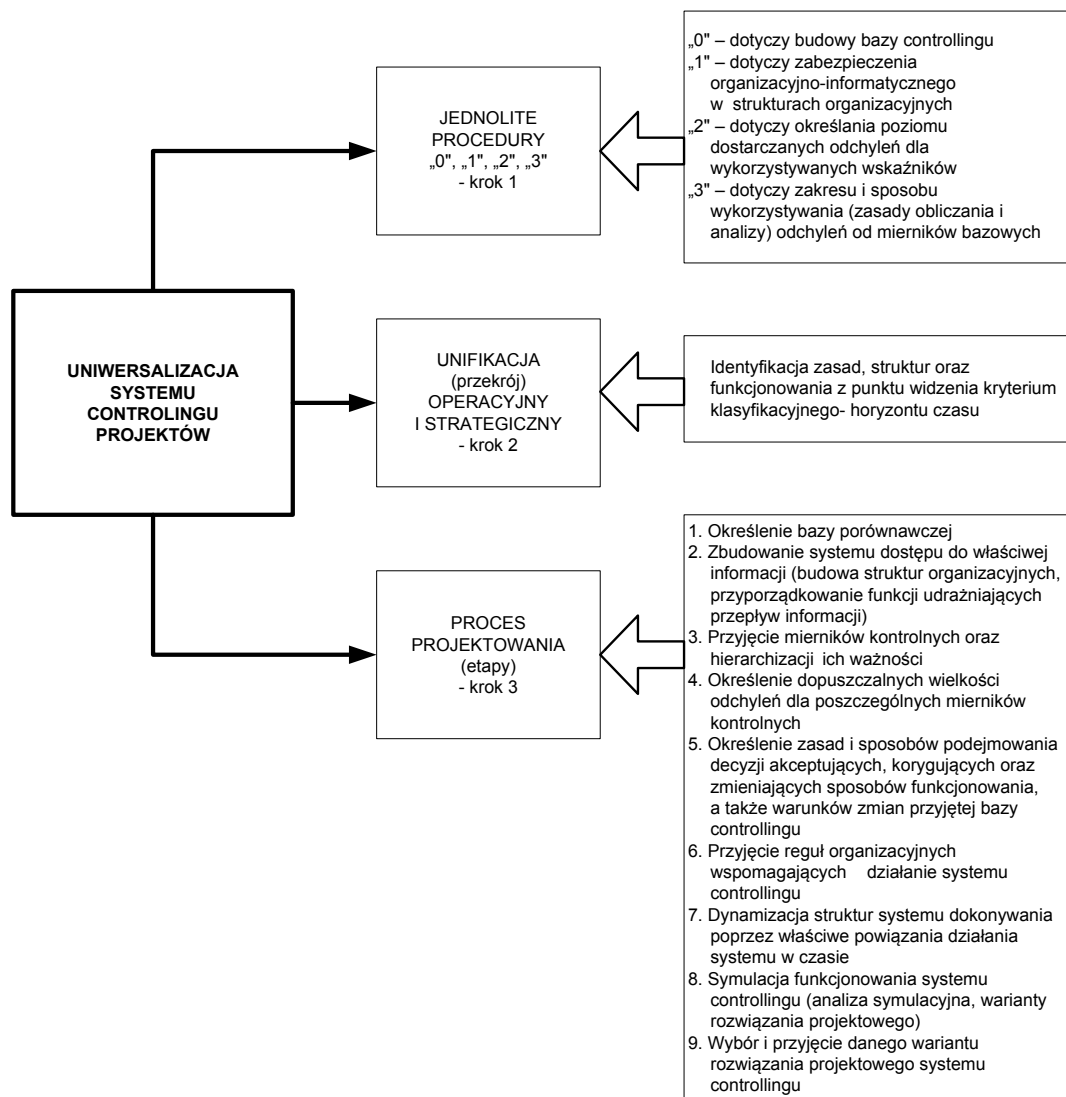 UNIWERSALIZACJA
SYSTEMU
CONTROLINGU
PROJEKTÓW
JEDNOLITE
PROCEDURY
„0", „1", „2", „3"
- krok 1
„0" – dotyczy budowy bazy controllingu
„1" – dotyczy zabezpieczenia
organizacyjno-informatycznego
w strukturach organizacyjnych
„2" – dotyczy określania poziomu
dostarczanych odchyleń dla
wykorzystywanych wskaźników
„3" – dotyczy zakresu i sposobu
wykorzystywania (zasady obliczania i
analizy) odchyleń od mierników bazowych
UNIFIKACJA
(przekrój)
OPERACYJNY
I STRATEGICZNY
- krok 2
Identyfikacja zasad, struktur oraz
funkcjonowania z punktu widzenia kryterium
klasyfikacyjnego- horyzontu czasu
PROCES
PROJEKTOWANIA
(etapy)
- krok 3
1. Określenie bazy porównawczej
2. Zbudowanie systemu dostępu do właściwej
informacji (budowa struktur organizacyjnych,
przyporządkowanie funkcji udrażniających
przepływ informacji)
3. Przyjęcie mierników kontrolnych oraz
hierarchizacji ich ważności
4. Określenie dopuszczalnych wielkości
odchyleń dla poszczególnych mierników
kontrolnych
5. Określenie zasad i sposobów podejmowania
decyzji akceptujących, korygujących oraz
zmieniających sposobów funkcjonowania,
a także warunków zmian przyjętej bazy
controllingu
6. Przyjęcie reguł organizacyjnych
wspomagających działanie systemu
controllingu
7. Dynamizacja struktur systemu dokonywania
poprzez właściwe powiązania działania
systemu w czasie
8. Symulacja funkcjonowania systemu
controllingu (analiza symulacyjna, warianty
rozwiązania projektowego)
9. Wybór i przyjęcie danego wariantu
rozwiązania projektowego systemu
controllingu